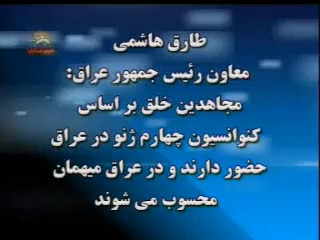 طارق هاشمی
معاون رئیس جمهور عراق:
مجاهدین خلق بر اساس
کنوانسیون چهارم ژنو در عراق
حضور دارند و در عراق میهمان
محسوب می شوند